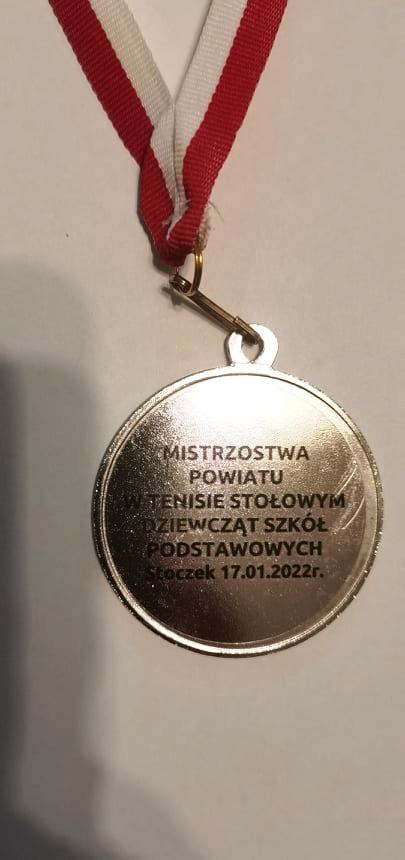 MISTRZOSTWA
POWIATU
W TENISIE STOŁOWYM
DZIEWCZĄT SZKÓŁ
PODSTAWOWYCH
Stoczek 17.01.2022r.